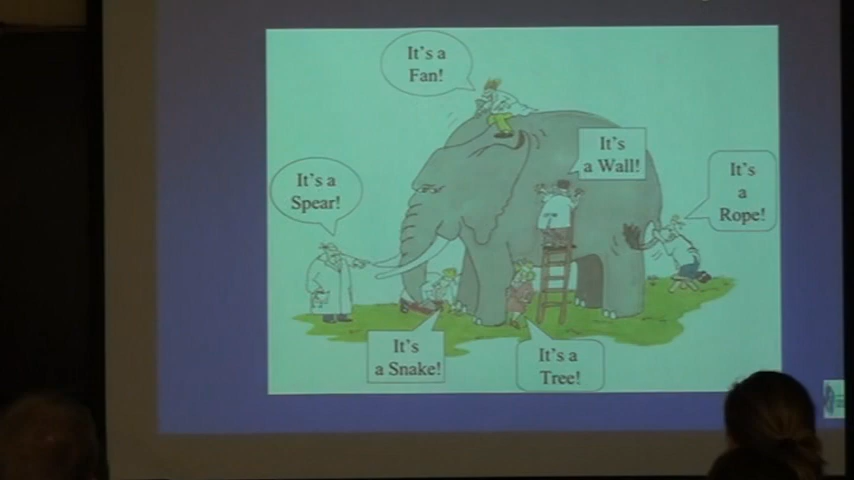 It's a
Fan!
It's
a Wall!
It's a
Spear!
It's
a
Rope!
It's
a Snake!
It's a
Tree!